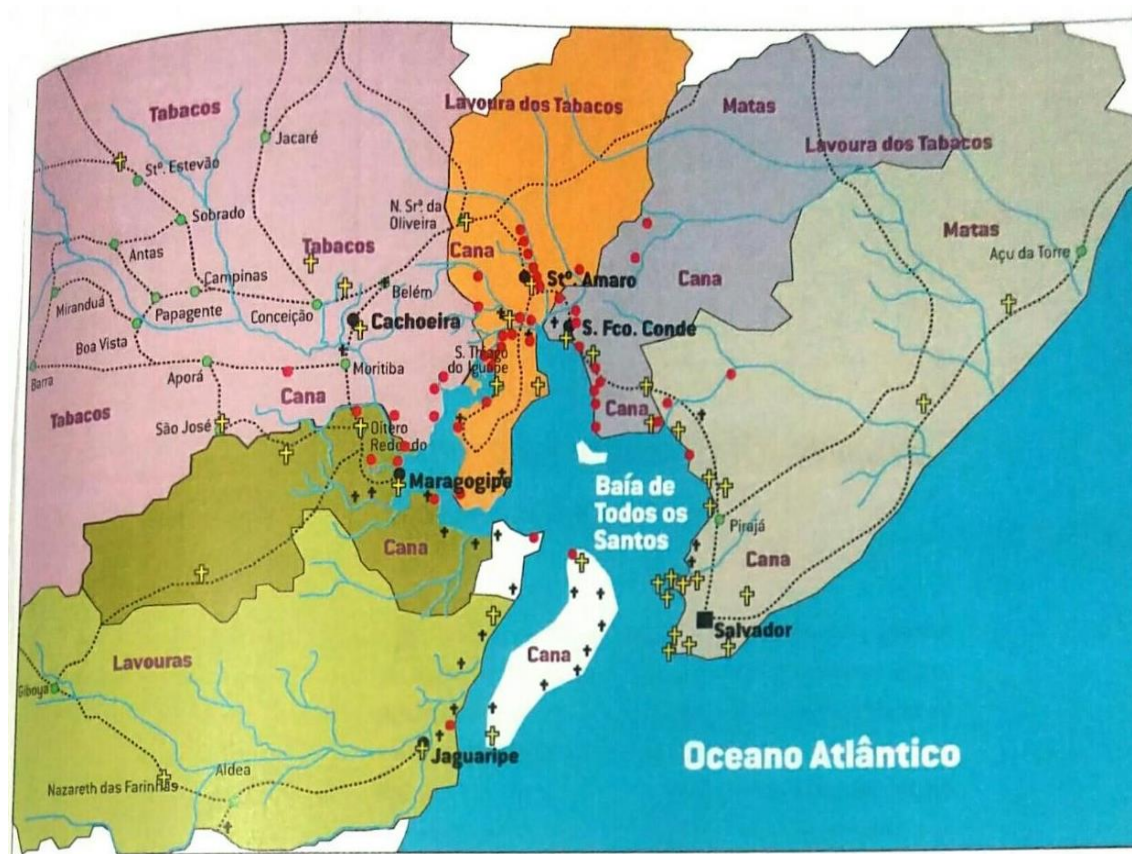 Tabacos
Lavoura dos Tabacos
Matas
Jacaré
Stº. Estevão
Lavoura dos Tabacos
Sobrado
N. Srª. da
Oliveira
Matas
Antas
Tabacos
Cana
Açu da Torre
Campinas
Stº. Amaro
Cana
Miranduá
Papagente
Conceição
Belém
Cachoeira
S. Fco. Conde
Boa Vista
S. Thiago
do Iguape
Barra
Aporá
Moritiba
Tabacos
Cana
Cana
São José
Oitero
Redondo
Maragogipe
Baía de
Todos os
Santos
Pirajá
Cana
Cana
Salvador
Lavouras
Cana
Giboya
Jaguaripe
Oceano Atlântico
Aldea
Nazareth das Farinhas